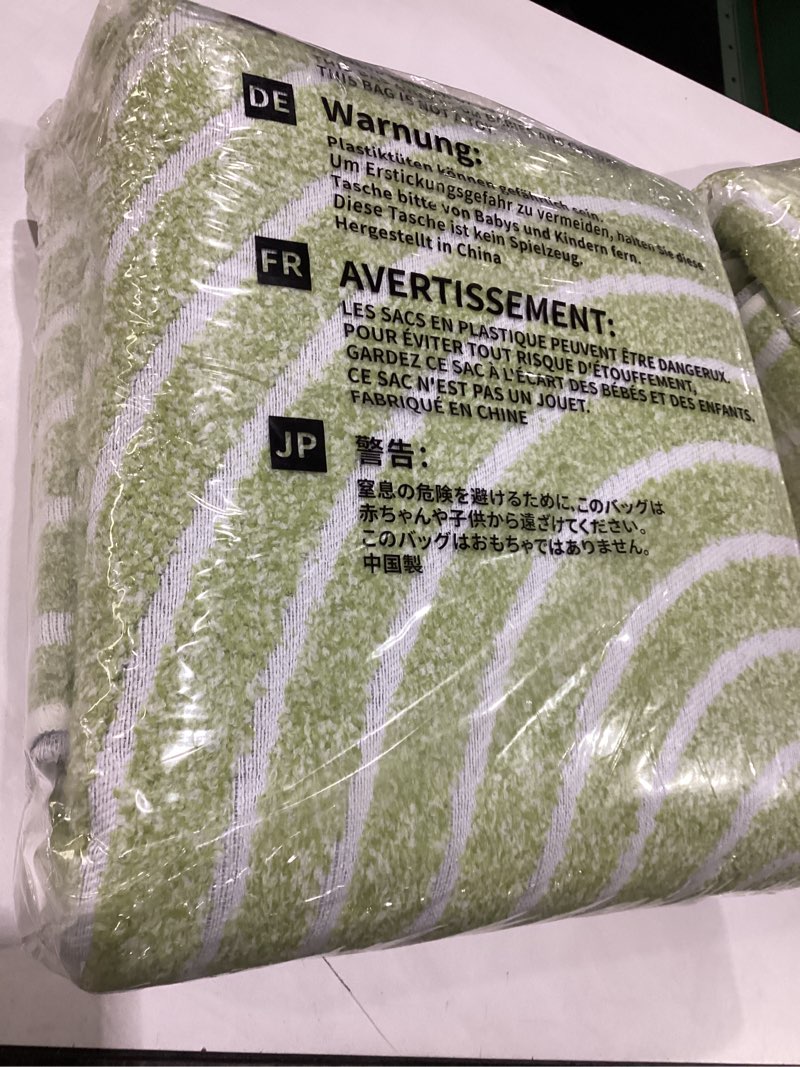 THIS BAG IS NOT A TOY
DE
Warnung:
Plastiktüten können gefährlich sein.
Um Erstickungsgefahr zu vermeiden, halten Sie diese
Tasche bitte von Babys und Kindern fern.
Diese Tasche ist kein Spielzeug.
Hergestellt in China
FR
AVERTISSEMENT:
LES SACS EN PLASTIQUE PEUVENT ÊTRE DANGERUX.
POUR ÉVITER TOUT RISQUE D'ÉTOUFFEMENT,
GARDEZ CE SAC À L'ÉCART DES BÉBÉS ET DES ENFANTS.
CE SAC N'EST PAS UN JOUET.
FABRIQUÉ EN CHINE
JP
警告：
窒息の危険を避けるために、このバッグは
赤ちゃんや子供から遠ざけてください。
このバッグはおもちゃではありません。
中国製